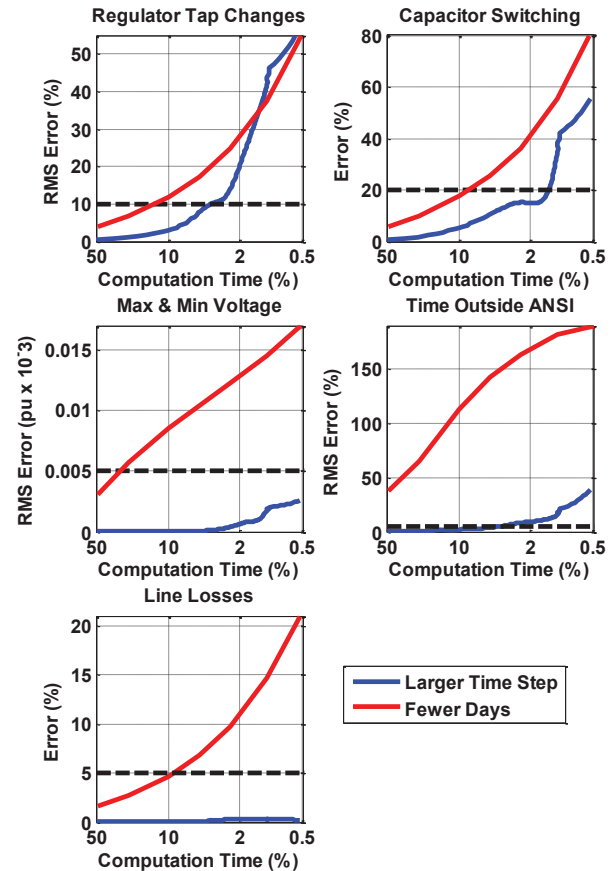 Regulator Tap Changes
RMS Error (%)
50
40
30
20
10
0
50 10 2 0.5
Computation Time (%)
Capacitor Switching
Error (%)
80
60
40
20
0
50 10 2 0.5
Computation Time (%)
Max & Min Voltage
RMS Error (pu x 10^-3)
0.015
0.01
0.005
0
50 10 2 0.5
Computation Time (%)
Time Outside ANSI
RMS Error (%)
150
100
50
0
50 10 2 0.5
Computation Time (%)
Line Losses
Error (%)
20
15
10
5
0
50 10 2 0.5
Computation Time (%)
Larger Time Step
Fewer Days